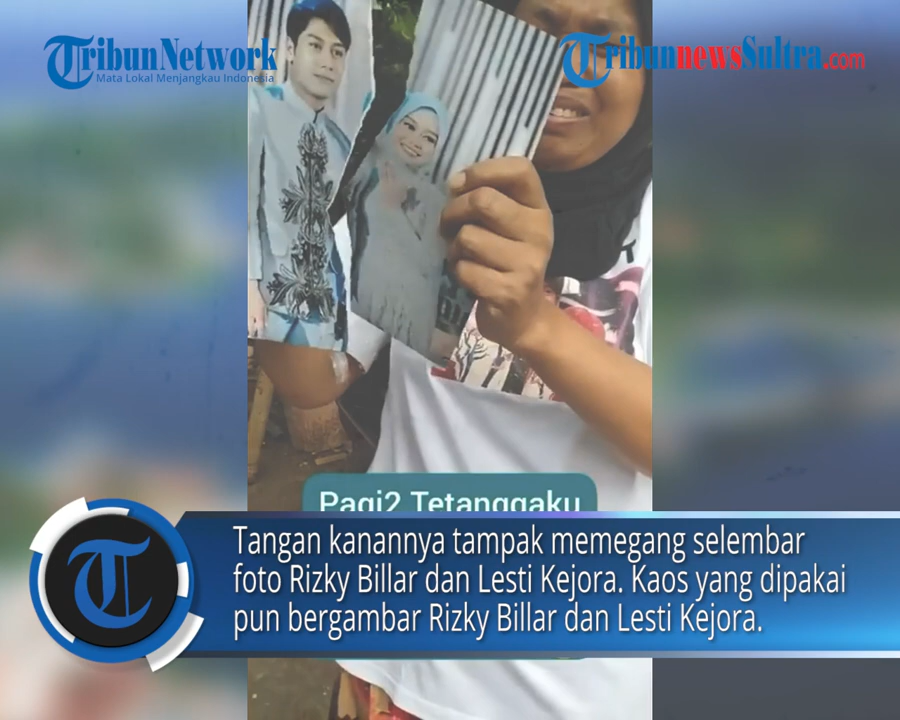 TribunNetwork
Mata Lokal Menjangkau Indonesia
TribunnewsSultra.com
Pagi2 Tetanggaku
Tangan kanannya tampak memegang selembar
foto Rizky Billar dan Lesti Kejora. Kaos yang dipakai
pun bergambar Rizky Billar dan Lesti Kejora.